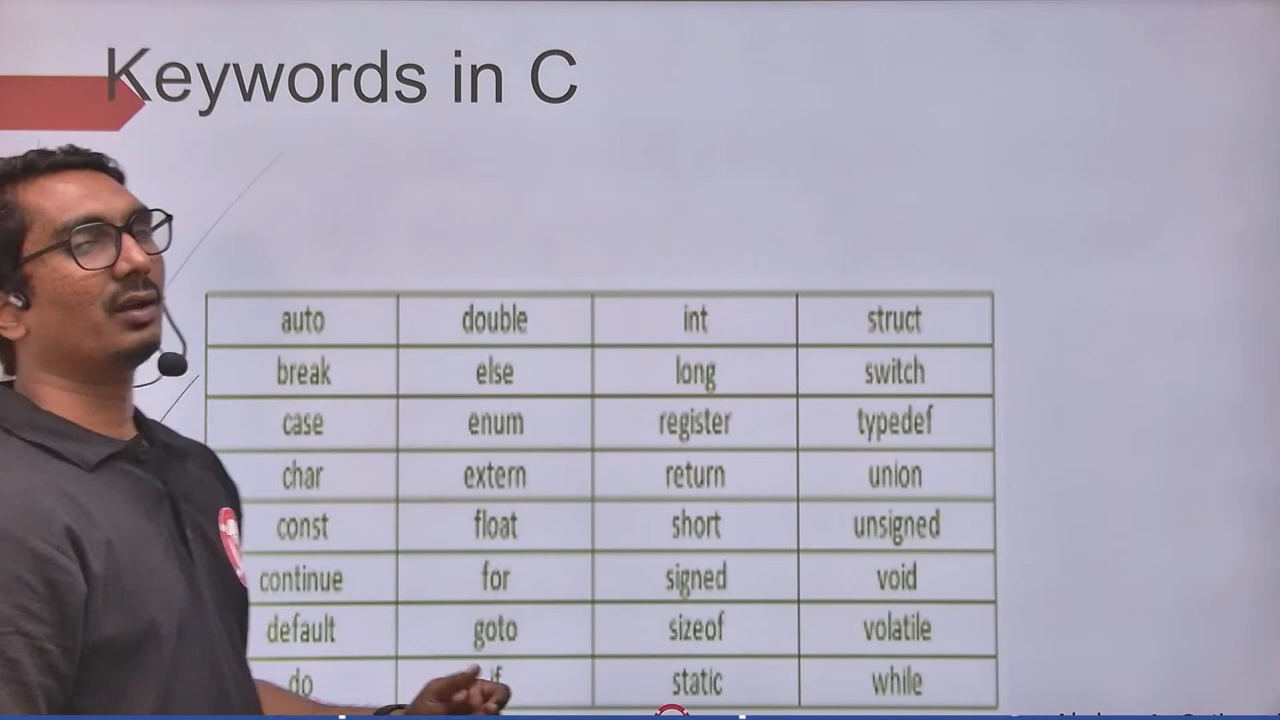 Keywords in C
auto double int struct
break else long switch
case enum register typedef
char extern return union
const float short unsigned
continue for signed void
default goto sizeof volatile
do if static while